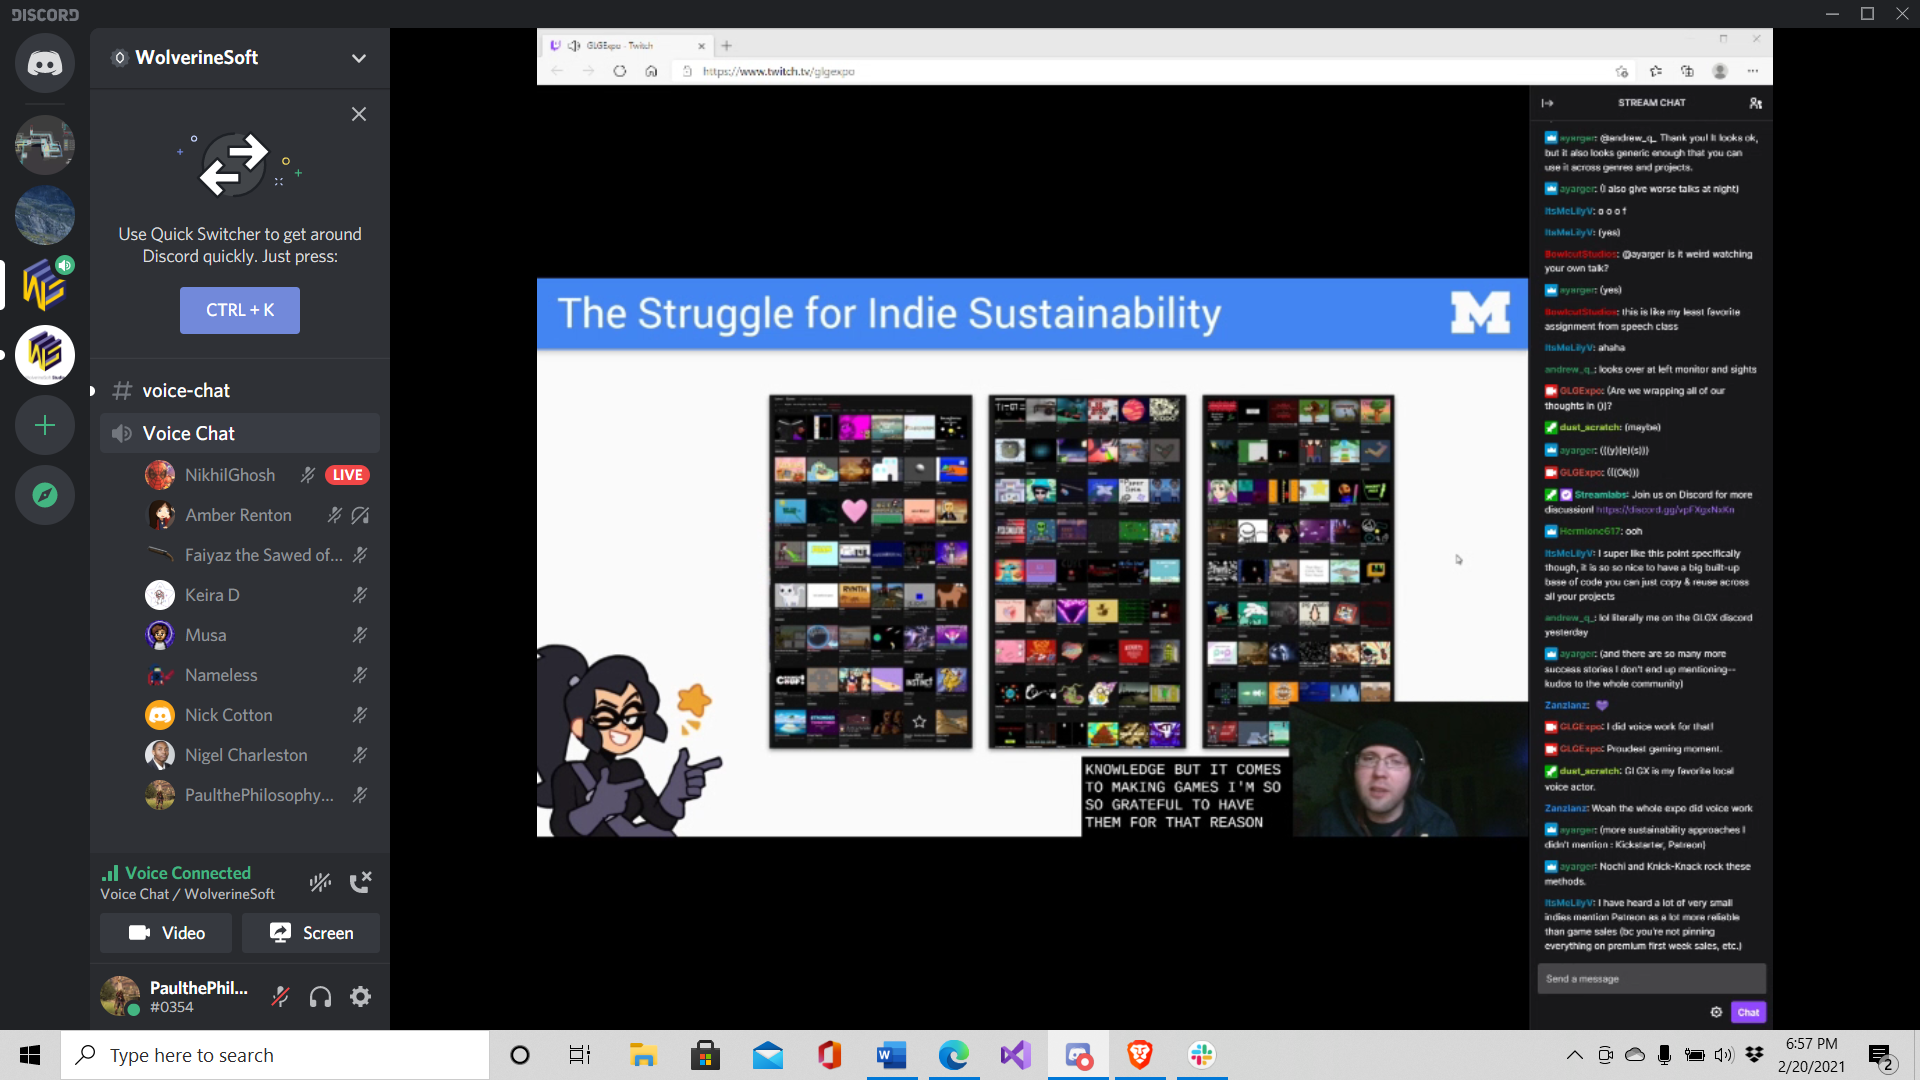 DISCORD
WolverineSoft
Use Quick Switcher to get around
Discord quickly. Just press:
CTRL + K
voice-chat
Voice Chat
NikhilGhosh
LIVE
Amber Renton
Faiyaz the Sawed of...
Keira D
Musa
Nameless
Nick Cotton
Nigel Charleston
PaulthePhilosophy...
Voice Connected
Voice Chat / WolverineSoft
Video
Screen
PaulthePhil...
#0354
GLGExpo - Twitch
https://www.twitch.tv/glgexpo
The Struggle for Indie Sustainability
M
KNOWLEDGE BUT IT COMES
TO MAKING GAMES I'M SO
SO GRATEFUL TO HAVE
THEM FOR THAT REASON
STREAM CHAT
ayarger: @andrew_q_ Thank you! It looks ok,
but it also looks generic enough that you can
use it across genres and projects.
ayarger: (I also give worse talks at night)
ItsMeLilyV: o o o f
ItsMeLilyV: (yes)
BowlcutStudios: @ayarger is it weird watching
your own talk?
ayarger: (yes)
BowlcutStudios: this is like my least favorite
assignment from speech class
ItsMeLilyV: ahaha
andrew_q_: looks over at left monitor and sights
GLGExpo: (Are we wrapping all of our
thoughts in ()!?
dust_scratch: (maybe)
ayarger: (((y)(e)(s)))
GLGExpo: (((Ok)))
Streamlabs: Join us on Discord for more
discussion! https://discord.gg/vpFXgxNxKn
Hermione617: ooh
ItsMeLilyV: I super like this point specifically
though, it is so so nice to have a big built-up
base of code you can just copy & reuse across
all your projects
andrew_q_: lol literally me on the GLGX discord
yesterday
ayarger: (and there are so many more
success stories I don't end up mentioning--
kudos to the whole community)
Zanzlanz:
GLGExpo: I did voice work for that!
GLGExpo: Proudest gaming moment.
dust_scratch: GLGX is my favorite local
voice actor.
Zanzlanz: Woah the whole expo did voice work
ayarger: (more sustainability approaches I
didn't mention : Kickstarter, Patreon)
ayarger: Nochi and Knick-Knack rock these
methods.
ItsMeLilyV: I have heard a lot of very small
indies mention Patreon as a lot more reliable
than game sales (bc you're not pinning
everything on premium first week sales, etc.)
Send a message
Chat
Type here to search
6:57 PM
2/20/2021
2